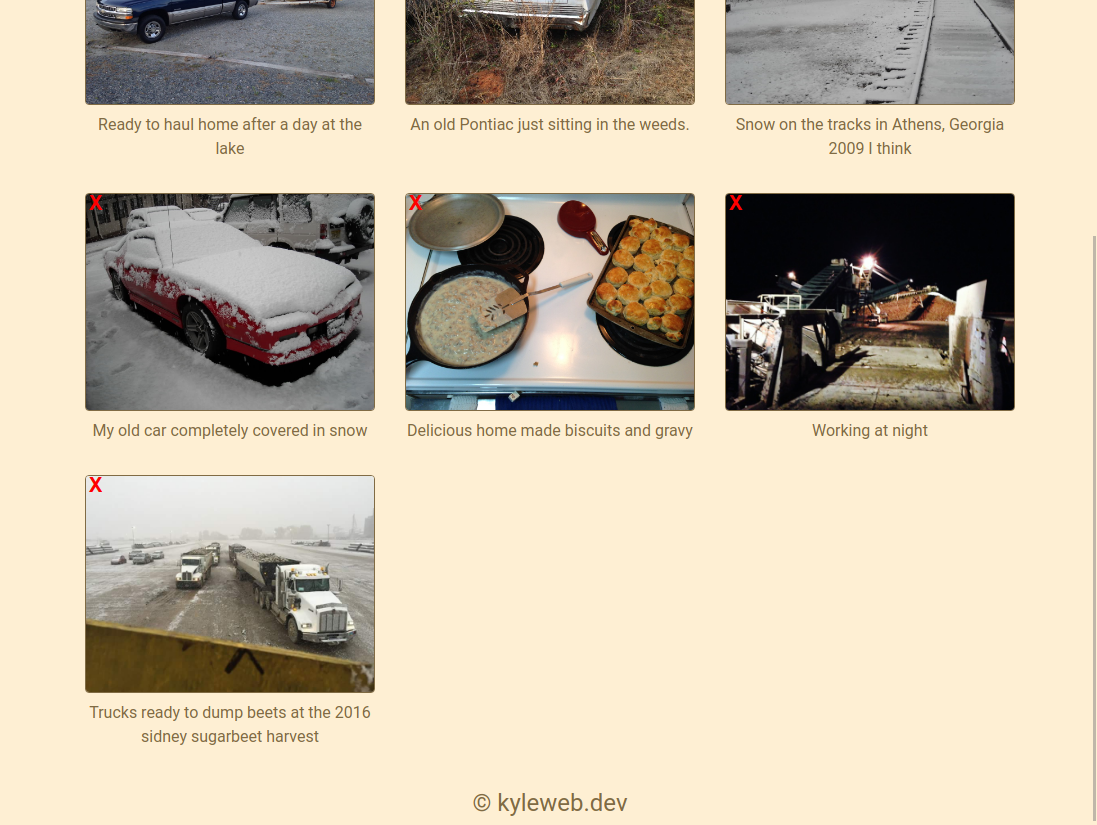 Ready to haul home after a day at the
lake
An old Pontiac just sitting in the weeds.
Snow on the tracks in Athens, Georgia
2009 I think
X
X
X
My old car completely covered in snow
Delicious home made biscuits and gravy
Working at night
X
Trucks ready to dump beets at the 2016
sidney sugarbeet harvest
© kyleweb.dev